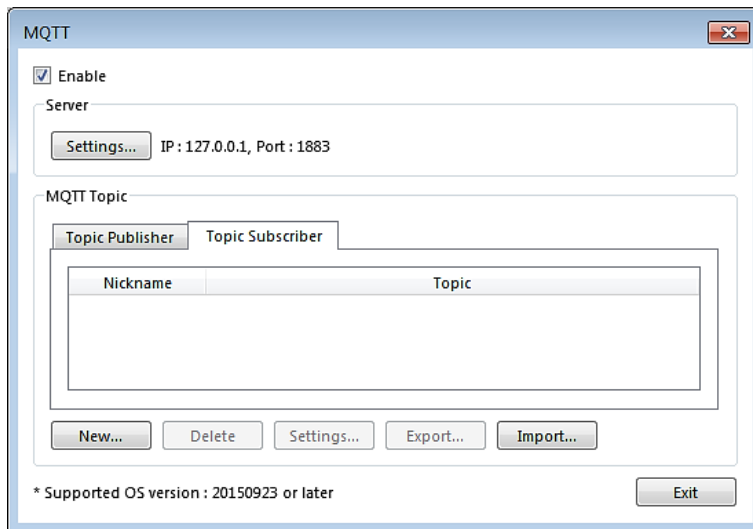 MQTT
Enable
Server
Settings... IP : 127.0.0.1, Port : 1883
MQTT Topic
Topic Publisher Topic Subscriber
Nickname Topic
New... Delete Settings... Export... Import...
* Supported OS version : 20150923 or later Exit